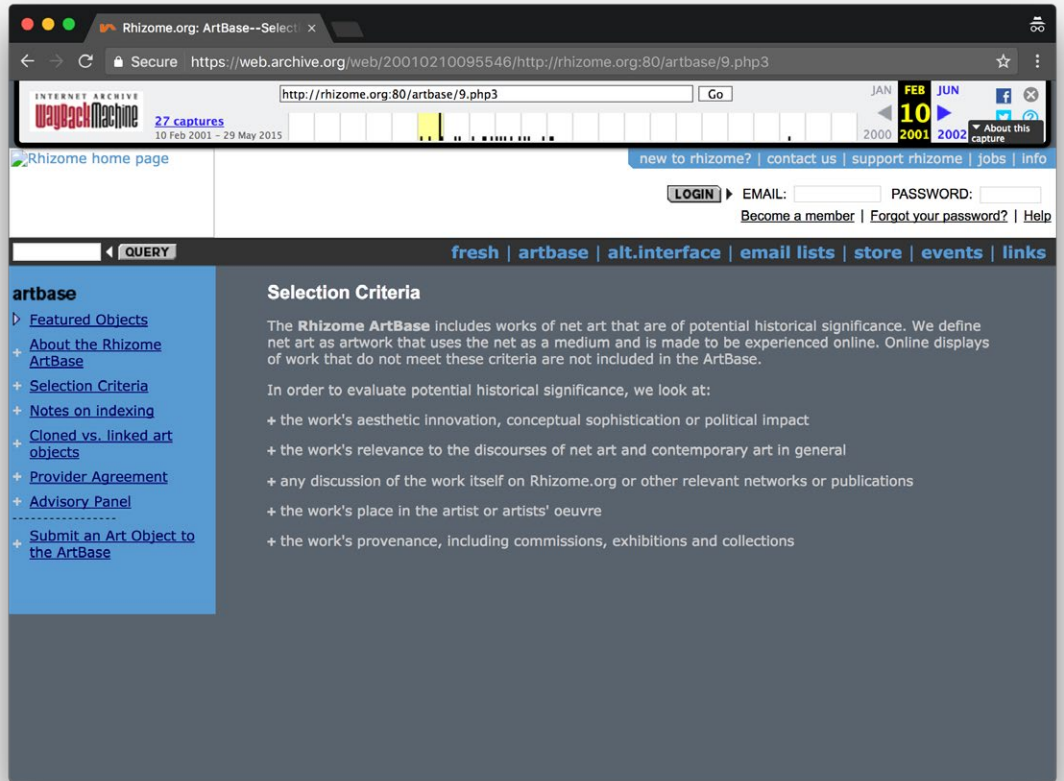 Rhizome.org: ArtBase--Selecti
Secure https://web.archive.org/web/20010210095546/http://rhizome.org:80/artbase/9.php3
INTERNET ARCHIVE
WayBackMachine
http://rhizome.org:80/artbase/9.php3
Go
27 captures
10 Feb 2001 – 29 May 2015
JAN FEB JUN
10
2000 2001 2002
▼ About this capture
Rhizome home page
new to rhizome? | contact us | support rhizome | jobs | info
LOGIN EMAIL: PASSWORD:
Become a member | Forgot your password? | Help
QUERY
fresh | artbase | alt.interface | email lists | store | events | links
artbase
Featured Objects
+ About the Rhizome
ArtBase
+ Selection Criteria
+ Notes on indexing
+ Cloned vs. linked art
objects
+ Provider Agreement
+ Advisory Panel
----------------
+ Submit an Art Object to
the ArtBase
Selection Criteria
The Rhizome ArtBase includes works of net art that are of potential historical significance. We define
net art as artwork that uses the net as a medium and is made to be experienced online. Online displays
of work that do not meet these criteria are not included in the ArtBase.
In order to evaluate potential historical significance, we look at:
+ the work's aesthetic innovation, conceptual sophistication or political impact
+ the work's relevance to the discourses of net art and contemporary art in general
+ any discussion of the work itself on Rhizome.org or other relevant networks or publications
+ the work's place in the artist or artists' oeuvre
+ the work's provenance, including commissions, exhibitions and collections